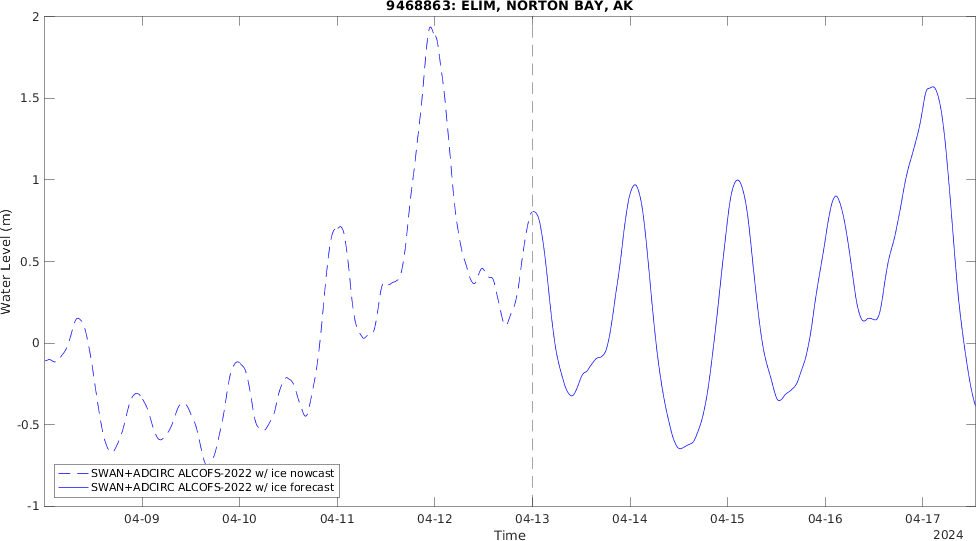 9468863: ELIM, NORTON BAY, AK
2
1.5
1
0.5
0
-0.5
-1
Water Level (m)
SWAN+ADCIRC ALCOFS-2022 w/ ice nowcast
SWAN+ADCIRC ALCOFS-2022 w/ ice forecast
04-09 04-10 04-11 04-12 04-13 04-14 04-15 04-16 04-17
Time
2024